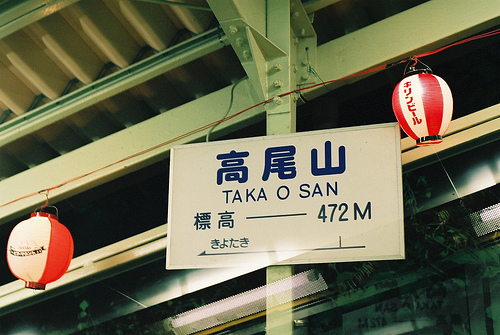 高尾山
TAKA O SAN
標高 —— 472M
きよたき
キリンビール